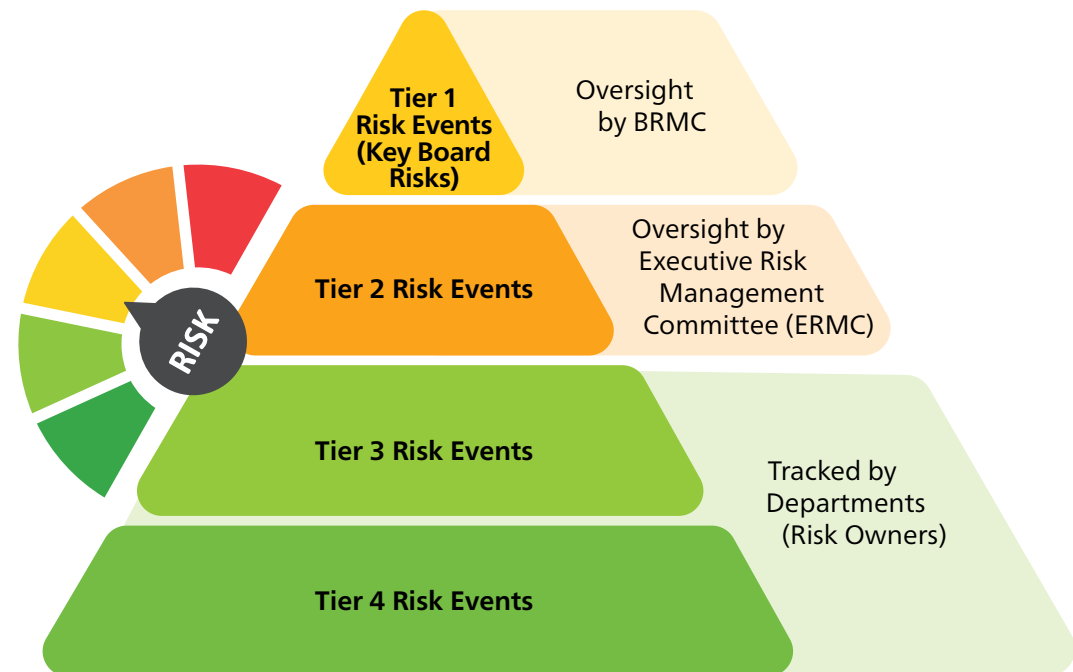 Tier 1
Risk Events
(Key Board
Risks)
Oversight
by BRMC
Tier 2 Risk Events
Oversight by
Executive Risk
Management
Committee (ERMC)
RISK
Tier 3 Risk Events
Tracked by
Departments
(Risk Owners)
Tier 4 Risk Events